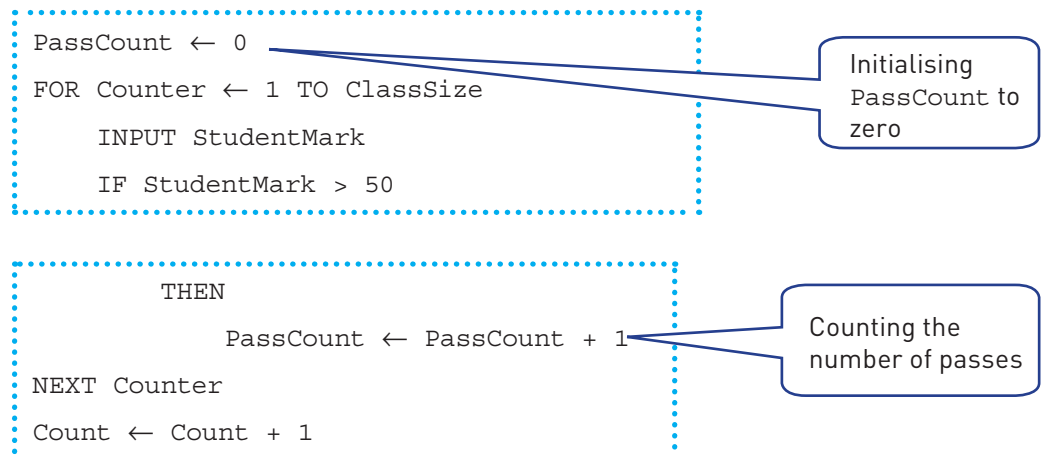 PassCount ← 0
FOR Counter ← 1 TO ClassSize
INPUT StudentMark
IF StudentMark > 50
Initialising
PassCount to
zero
THEN
PassCount ← PassCount + 1
NEXT Counter
Count ← Count + 1
Counting the
number of passes